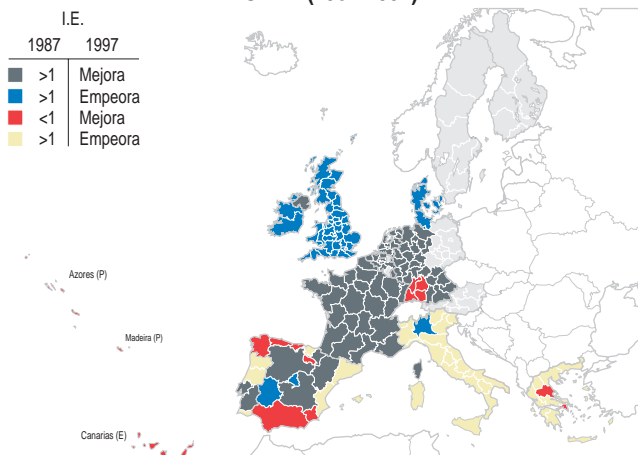 I.E.
1987 1997
>1 Mejora
>1 Empeora
<1 Mejora
>1 Empeora
Azores (P)
Madeira (P)
Canarias (E)